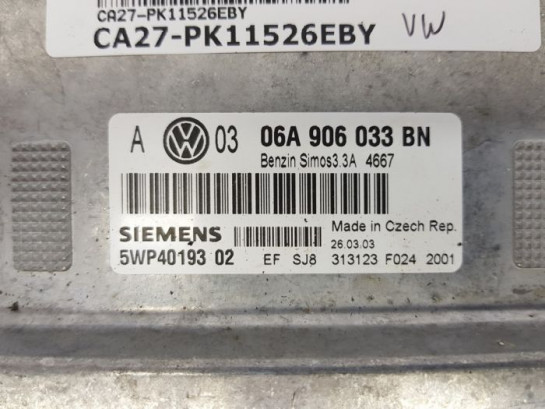 CA27-PK11526EBY
CA27-PK11526EBY VW
A 03 06A 906 033 BN
Benzin Simos3.3A 4667
SIEMENS Made in Czech Rep.
26.03.03
5WP40193 02 EF SJ8 313123 F024 2001